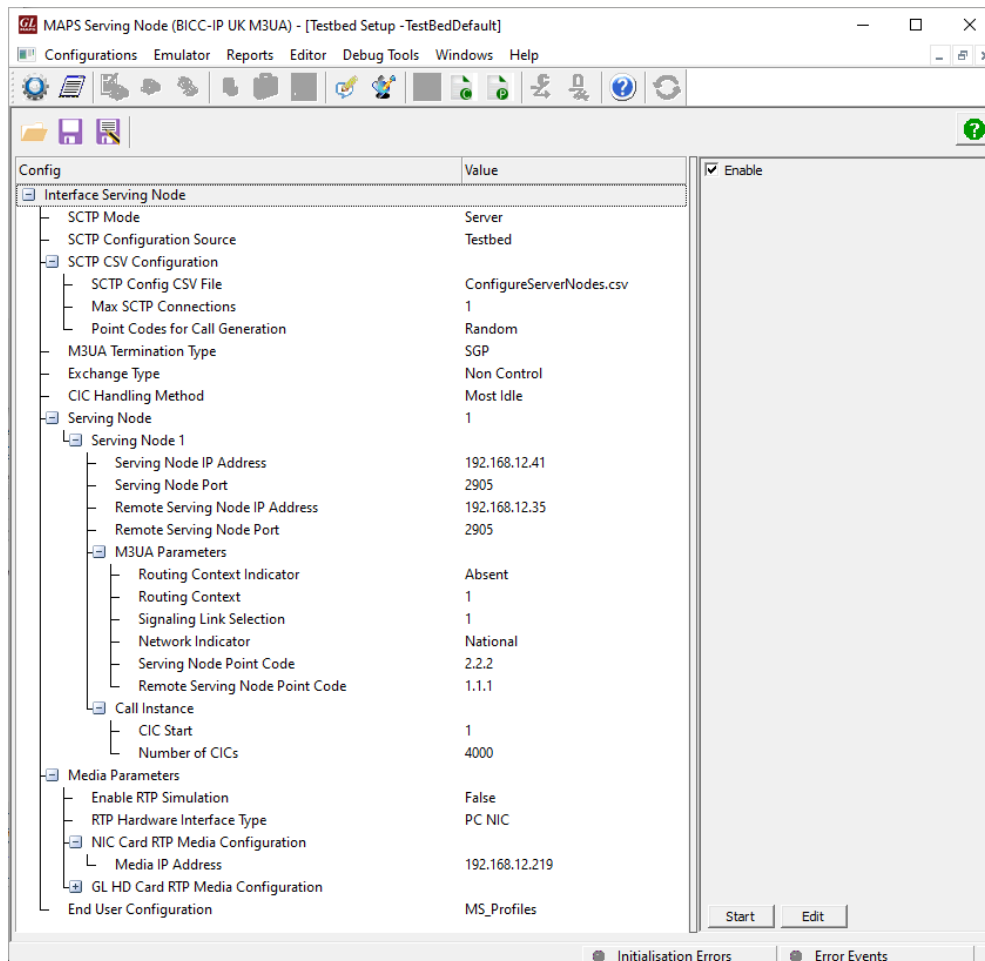 GL MAPS MAPS Serving Node (BICC-IP UK M3UA) - [Testbed Setup -TestBedDefault]
Configurations Emulator Reports Editor Debug Tools Windows Help
Config Value
Enable
Interface Serving Node
SCTP Mode Server
SCTP Configuration Source Testbed
SCTP CSV Configuration
SCTP Config CSV File ConfigureServerNodes.csv
Max SCTP Connections 1
Point Codes for Call Generation Random
M3UA Termination Type SGP
Exchange Type Non Control
CIC Handling Method Most Idle
Serving Node 1
Serving Node 1
Serving Node IP Address 192.168.12.41
Serving Node Port 2905
Remote Serving Node IP Address 192.168.12.35
Remote Serving Node Port 2905
M3UA Parameters
Routing Context Indicator Absent
Routing Context 1
Signaling Link Selection 1
Network Indicator National
Serving Node Point Code 2.2.2
Remote Serving Node Point Code 1.1.1
Call Instance
CIC Start 1
Number of CICs 4000
Media Parameters
Enable RTP Simulation False
RTP Hardware Interface Type PC NIC
NIC Card RTP Media Configuration
Media IP Address 192.168.12.219
GL HD Card RTP Media Configuration
End User Configuration MS_Profiles
Start Edit
Initialisation Errors Error Events